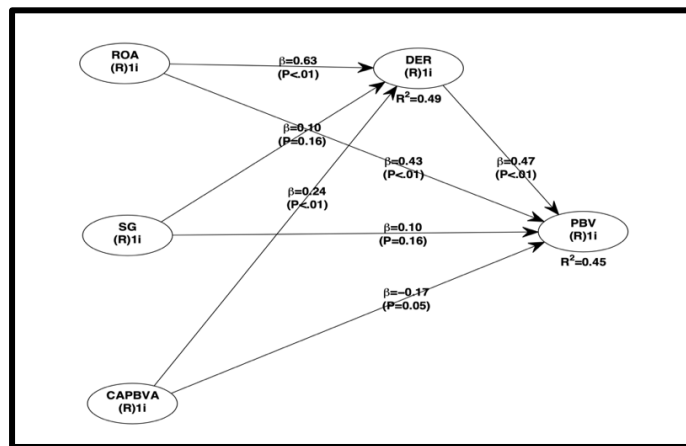 ROA
(R)1i
β=0.63
(P<.01)
DER
(R)1i
R²=0.49
β=0.10
(P=0.16)
β=0.43
(P<.01)
β=0.47
(P<.01)
β=0.24
(P<.01)
SG
(R)1i
β=0.10
(P=0.16)
PBV
(R)1i
R²=0.45
β=-0.17
(P=0.05)
CAPBVA
(R)1i